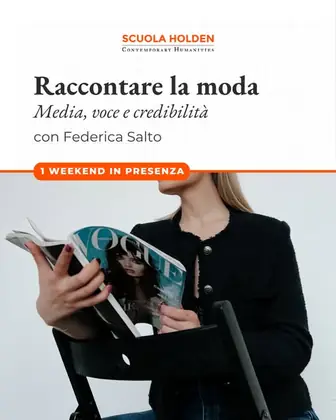 SCUOLA HOLDEN
CONTEMPORARY HUMANITIES
Raccontare la moda
Media, voce e credibilità
con Federica Salto
1 WEEKEND IN PRESENZA
VOGUE